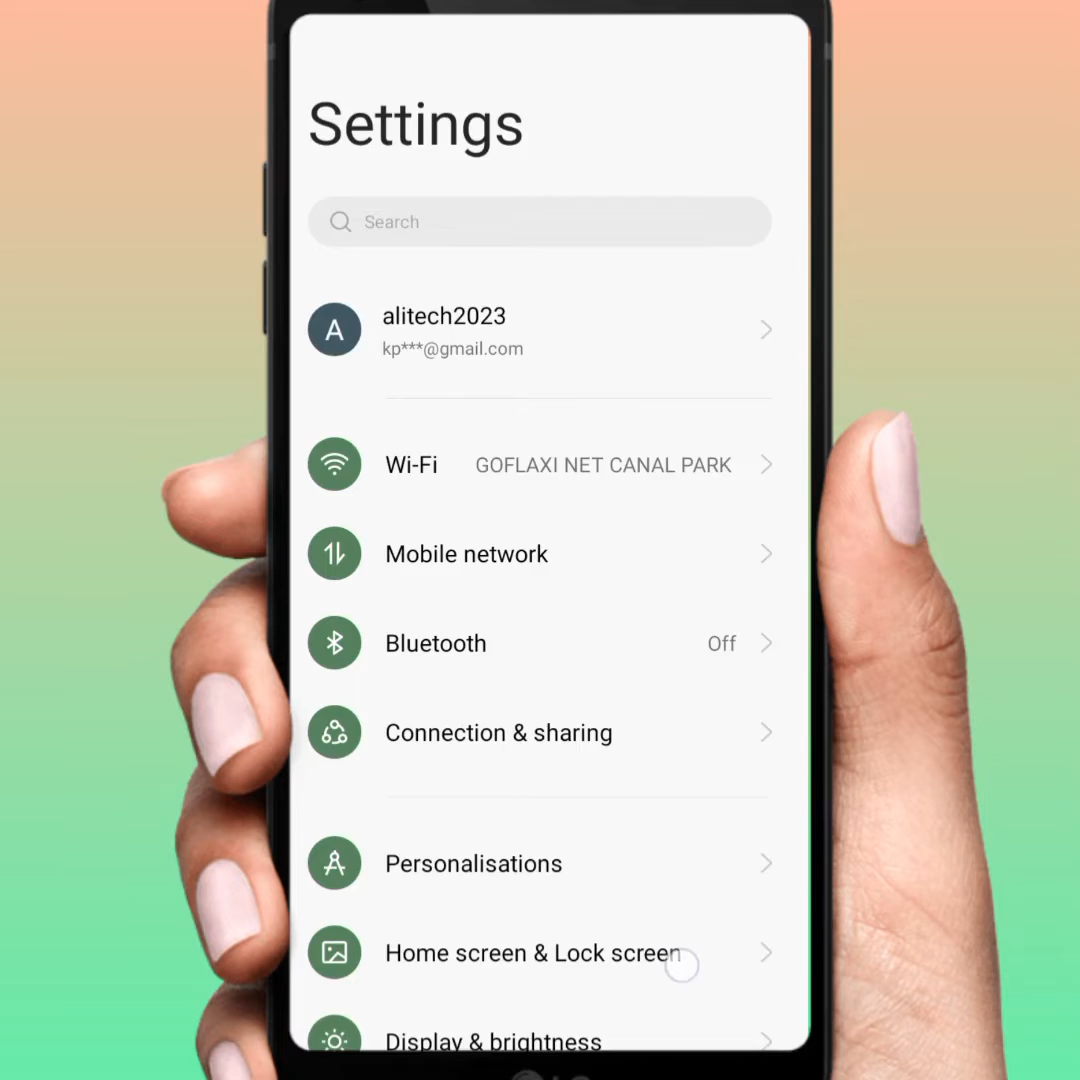 Settings
Search
A
alitech2023
kp***@gmail.com
Wi-Fi GOFLAXI NET CANAL PARK
Mobile network
Bluetooth Off
Connection & sharing
Personalisations
Home screen & Lock screen
Display & brightness